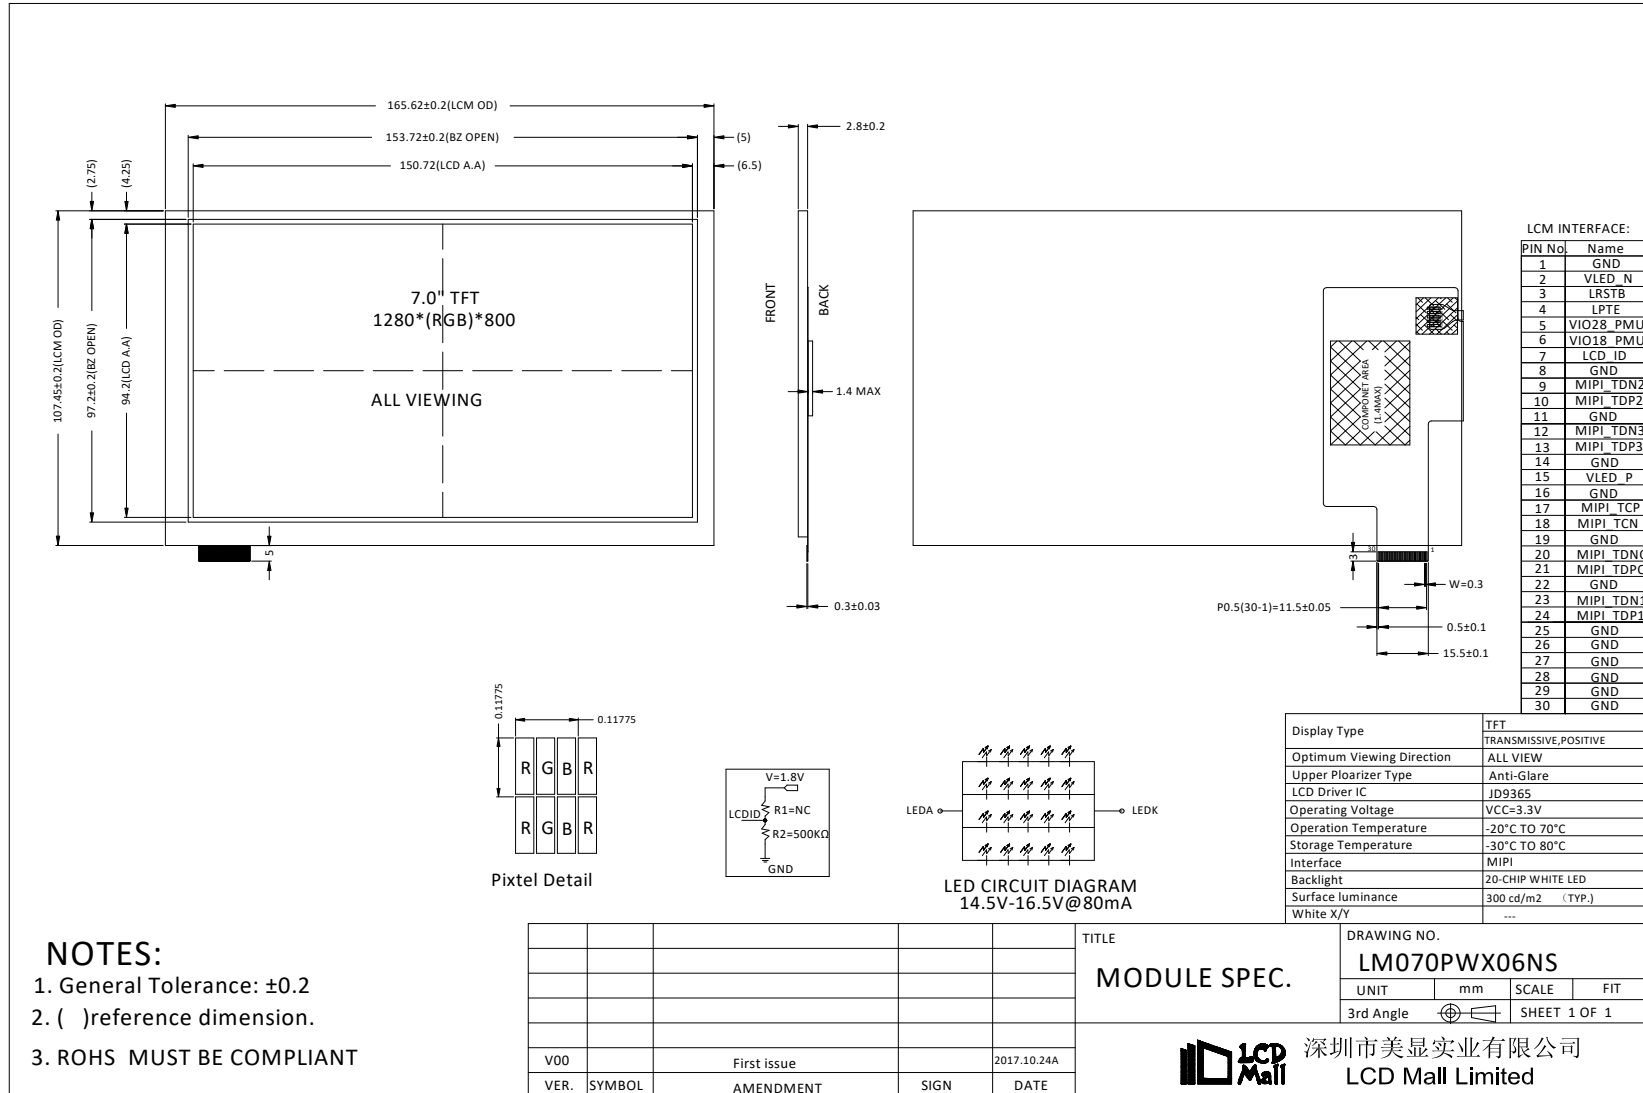 165.62±0.2(LCM OD)
153.72±0.2(BZ OPEN)
(5)
150.72(LCD A.A)
(6.5)
(2.75)
(4.25)
107.45±0.2(LCM OD)
97.2±0.2(BZ OPEN)
94.2(LCD A.A)
7.0" TFT
1280*(RGB)*800
ALL VIEWING
5
2.8±0.2
FRONT
BACK
1.4 MAX
0.3±0.03
COMPONET AREA
(1.4MAX)
3
30
1
W=0.3
P0.5(30-1)=11.5±0.05
0.5±0.1
15.5±0.1
LCM INTERFACE:
PIN No. Name
1 GND
2 VLED_N
3 LRSTB
4 LPTE
5 VIO28_PMU
6 VIO18_PMU
7 LCD_ID
8 GND
9 MIPI_TDN2
10 MIPI_TDP2
11 GND
12 MIPI_TDN3
13 MIPI_TDP3
14 GND
15 VLED_P
16 GND
17 MIPI_TCP
18 MIPI_TCN
19 GND
20 MIPI_TDN0
21 MIPI_TDP0
22 GND
23 MIPI_TDN1
24 MIPI_TDP1
25 GND
26 GND
27 GND
28 GND
29 GND
30 GND
0.11775
0.11775
R G B R
R G B R
Pixtel Detail
V=1.8V
R1=NC
LCDID
R2=500KΩ
GND
LEDA
LEDK
LED CIRCUIT DIAGRAM
14.5V-16.5V@80mA
Display Type TFT
TRANSMISSIVE,POSITIVE
Optimum Viewing Direction ALL VIEW
Upper Ploarizer Type Anti-Glare
LCD Driver IC JD9365
Operating Voltage VCC=3.3V
Operation Temperature -20°C TO 70°C
Storage Temperature -30°C TO 80°C
Interface MIPI
Backlight 20-CHIP WHITE LED
Surface luminance 300 cd/m2 （TYP.)
White X/Y ---
NOTES:
1. General Tolerance: ±0.2
2. ( )reference dimension.
3. ROHS MUST BE COMPLIANT
V00 First issue 2017.10.24A
VER. SYMBOL AMENDMENT SIGN DATE
TITLE
MODULE SPEC.
DRAWING NO.
LM070PWX06NS
UNIT mm SCALE FIT
3rd Angle SHEET 1 OF 1
LCD Mall
深圳市美显实业有限公司
LCD Mall Limited